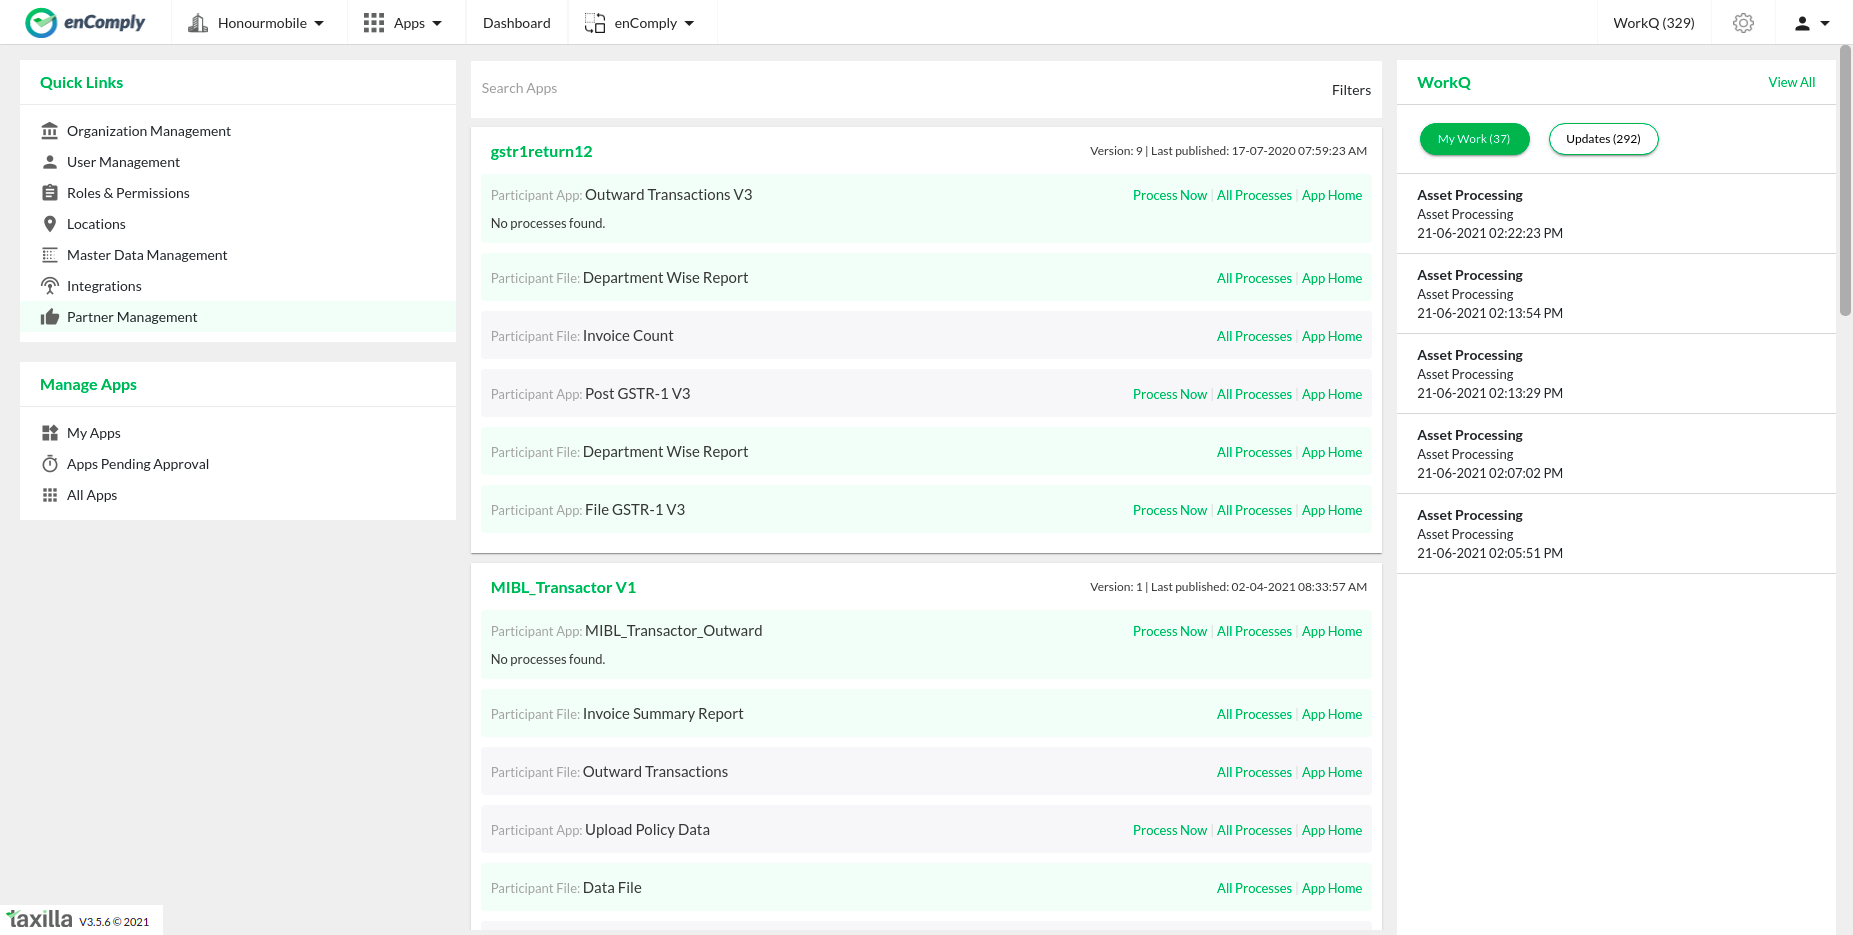 enComply
Honourmobile
Apps
Dashboard
enComply
WorkQ (329)
Quick Links
Organization Management
User Management
Roles & Permissions
Locations
Master Data Management
Integrations
Partner Management
Manage Apps
My Apps
Apps Pending Approval
All Apps
taxilla V3.5.6 © 2021
Search Apps
Filters
gstr1return12
Version: 9 | Last published: 17-07-2020 07:59:23 AM
Participant App: Outward Transactions V3
Process Now | All Processes | App Home
No processes found.
Participant File: Department Wise Report
All Processes | App Home
Participant File: Invoice Count
All Processes | App Home
Participant App: Post GSTR-1 V3
Process Now | All Processes | App Home
Participant File: Department Wise Report
All Processes | App Home
Participant App: File GSTR-1 V3
Process Now | All Processes | App Home
MIBL_Transactor V1
Version: 1 | Last published: 02-04-2021 08:33:57 AM
Participant App: MIBL_Transactor_Outward
Process Now | All Processes | App Home
No processes found.
Participant File: Invoice Summary Report
All Processes | App Home
Participant File: Outward Transactions
All Processes | App Home
Participant App: Upload Policy Data
Process Now | All Processes | App Home
Participant File: Data File
All Processes | App Home
WorkQ
View All
My Work (37)
Updates (292)
Asset Processing
Asset Processing
21-06-2021 02:22:23 PM
Asset Processing
Asset Processing
21-06-2021 02:13:54 PM
Asset Processing
Asset Processing
21-06-2021 02:13:29 PM
Asset Processing
Asset Processing
21-06-2021 02:07:02 PM
Asset Processing
Asset Processing
21-06-2021 02:05:51 PM